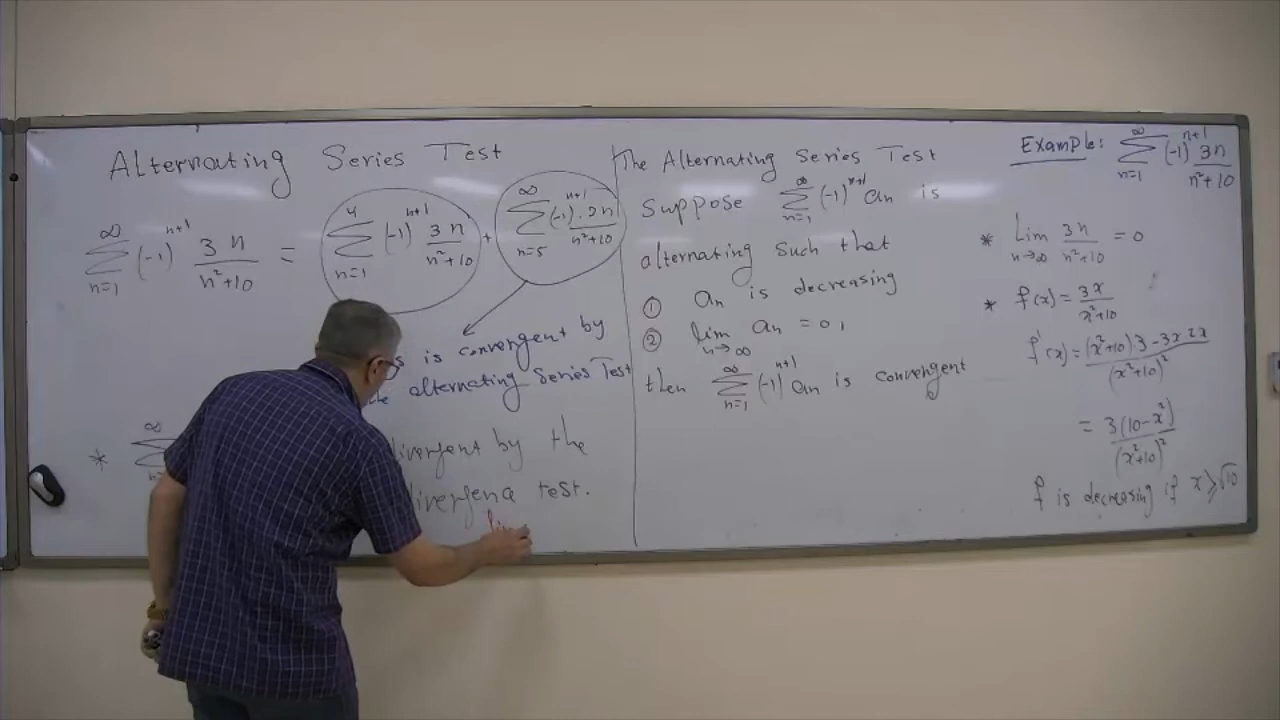 Alternating Series Test
∞ Σ n=1 (-1)^n+1 3n / n²+10 = 4 Σ n=1 (-1)^n+1 3n / n²+10 + ∞ Σ n=5 (-1)^n+1 · 3n / n²+10
is convergent by
alternating Series Test
* ∞ Σ
divergent by the
divergence test.
The Alternating Series Test
Suppose ∞ Σ n=1 (-1)^n+1 an is
alternating such that
① an is decreasing
② lim n→∞ an = 0,
then ∞ Σ n=1 (-1)^n+1 an is convergent
Example: ∞ Σ n=1 (-1)^n+1 3n / n²+10
* Lim n→∞ 3n / n²+10 = 0
* f(x) = 3x / x²+10
f'(x) = (x²+10)3 - 3x 2x / (x²+10)²
= 3(10-x²) / (x²+10)²
f is decreasing if x ≥ √10